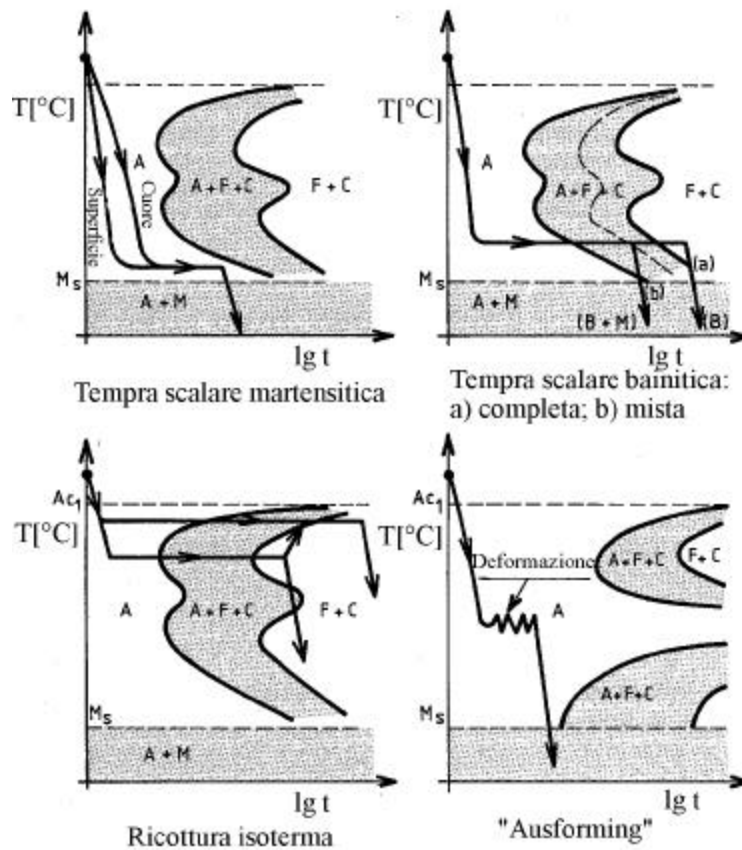 T[°C]
A
Superficie
Cuore
A+F+C
F+C
Ms
A+M
lg t
Tempra scalare martensitica
T[°C]
A
A+F+C
F+C
(a)
b)
Ms
A+M
(B+M)
(B)
lg t
Tempra scalare bainitica:
a) completa; b) mista
Ac1
T[°C]
A
A+F+C
F+C
Ms
A+M
lg t
Ricottura isoterma
Ac1
T[°C]
Deformazione
A
A+F+C
F+C
A+F+C
Ms
lg t
"Ausforming"